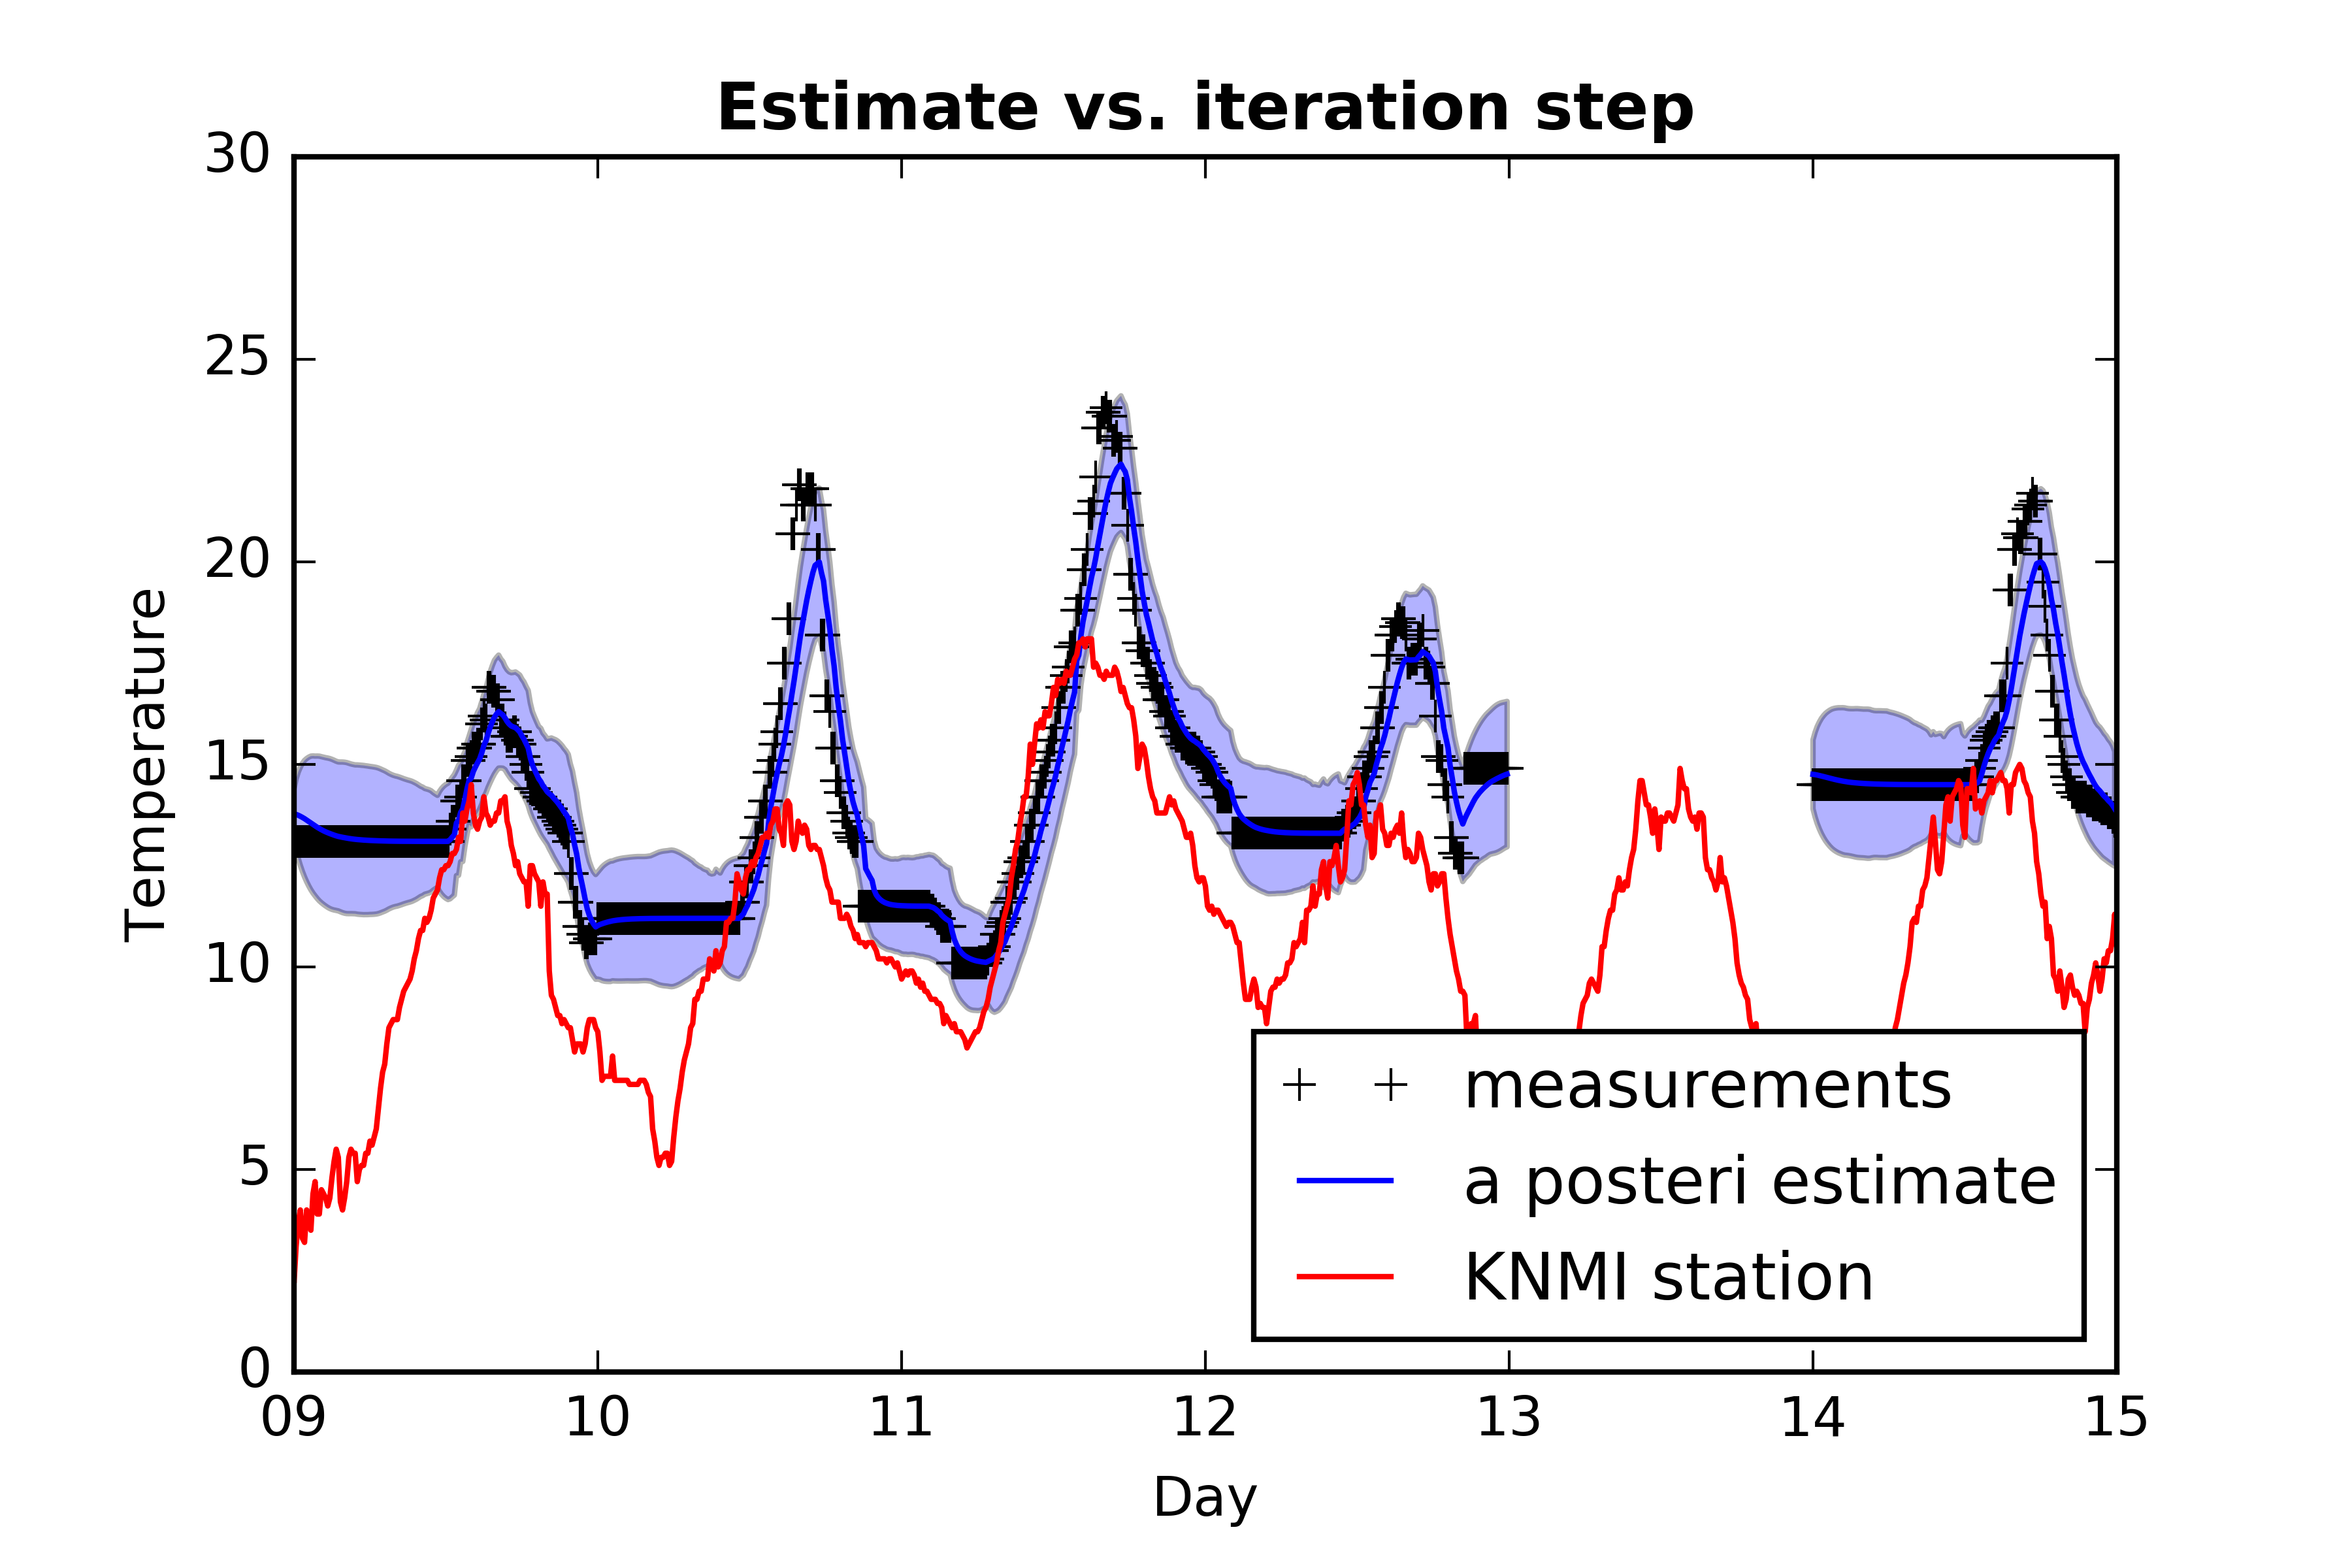 Estimate vs. iteration step
30
25
20
15
10
5
0
Temperature
09 10 11 12 13 14 15
Day
measurements
a posteri estimate
KNMI station